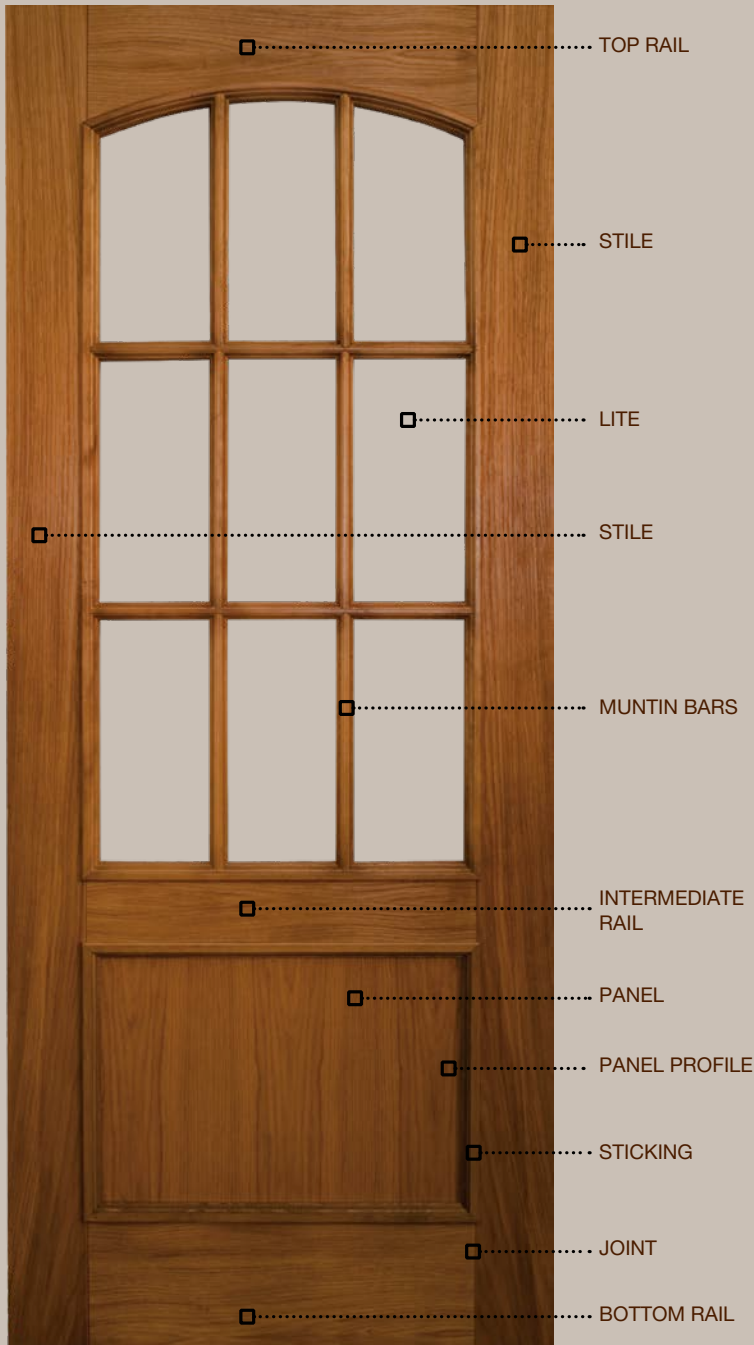 TOP RAIL
STILE
LITE
STILE
MUNTIN BARS
INTERMEDIATE
RAIL
PANEL
PANEL PROFILE
STICKING
JOINT
BOTTOM RAIL